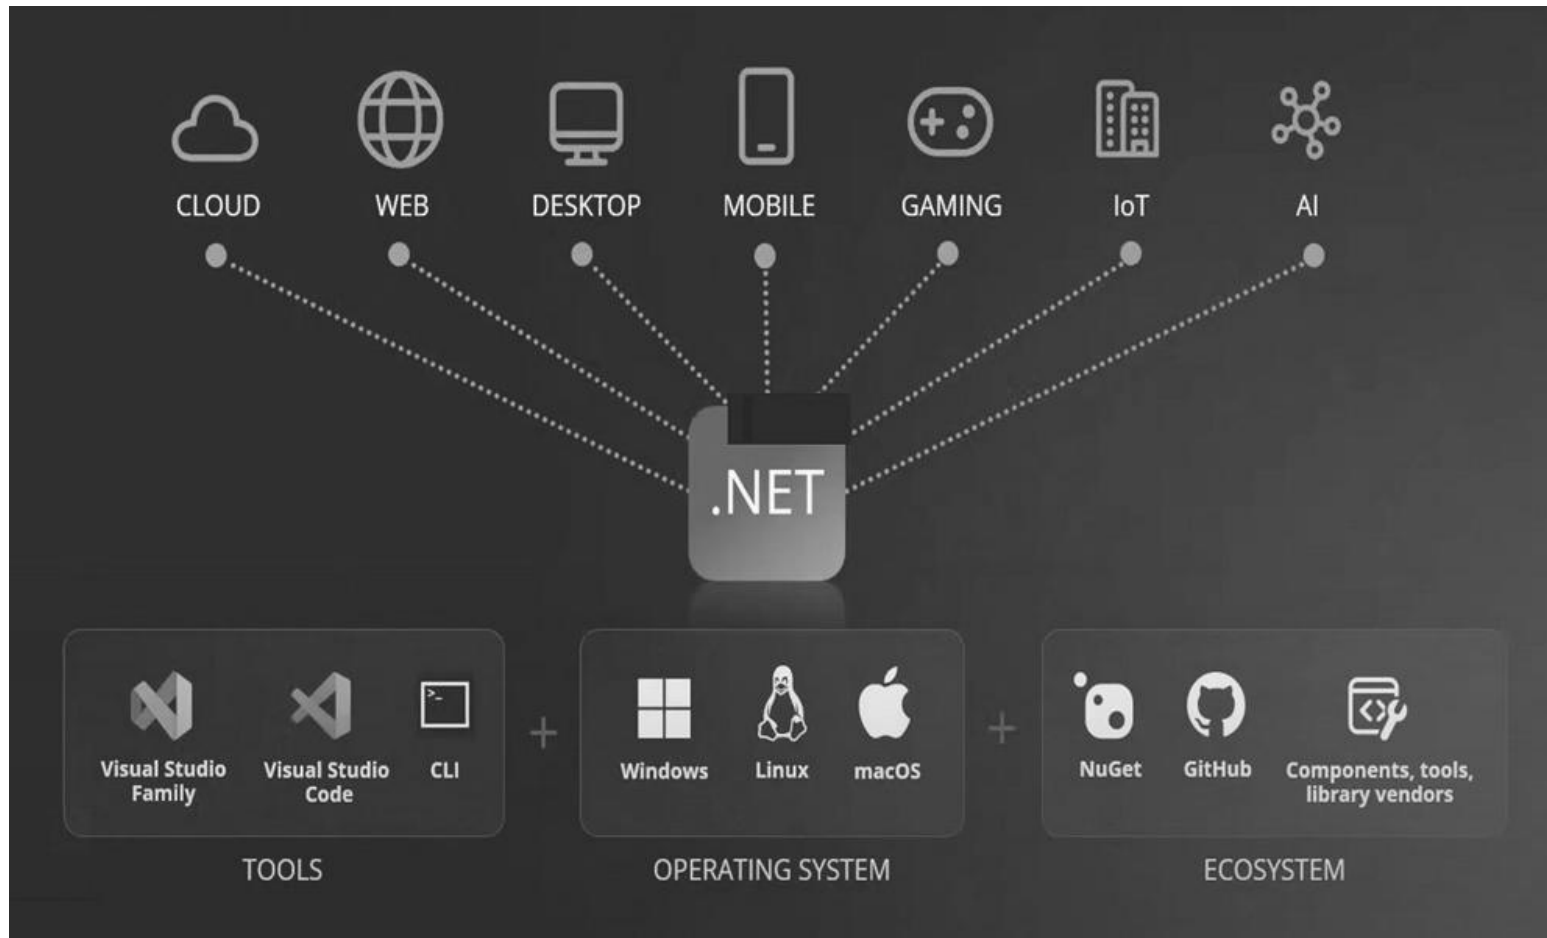 CLOUD
WEB
DESKTOP
MOBILE
GAMING
IoT
AI
.NET
>_
Visual Studio
Family
Visual Studio
Code
CLI
+
Windows
Linux
macOS
+
NuGet
GitHub
Components, tools,
library vendors
TOOLS
OPERATING SYSTEM
ECOSYSTEM